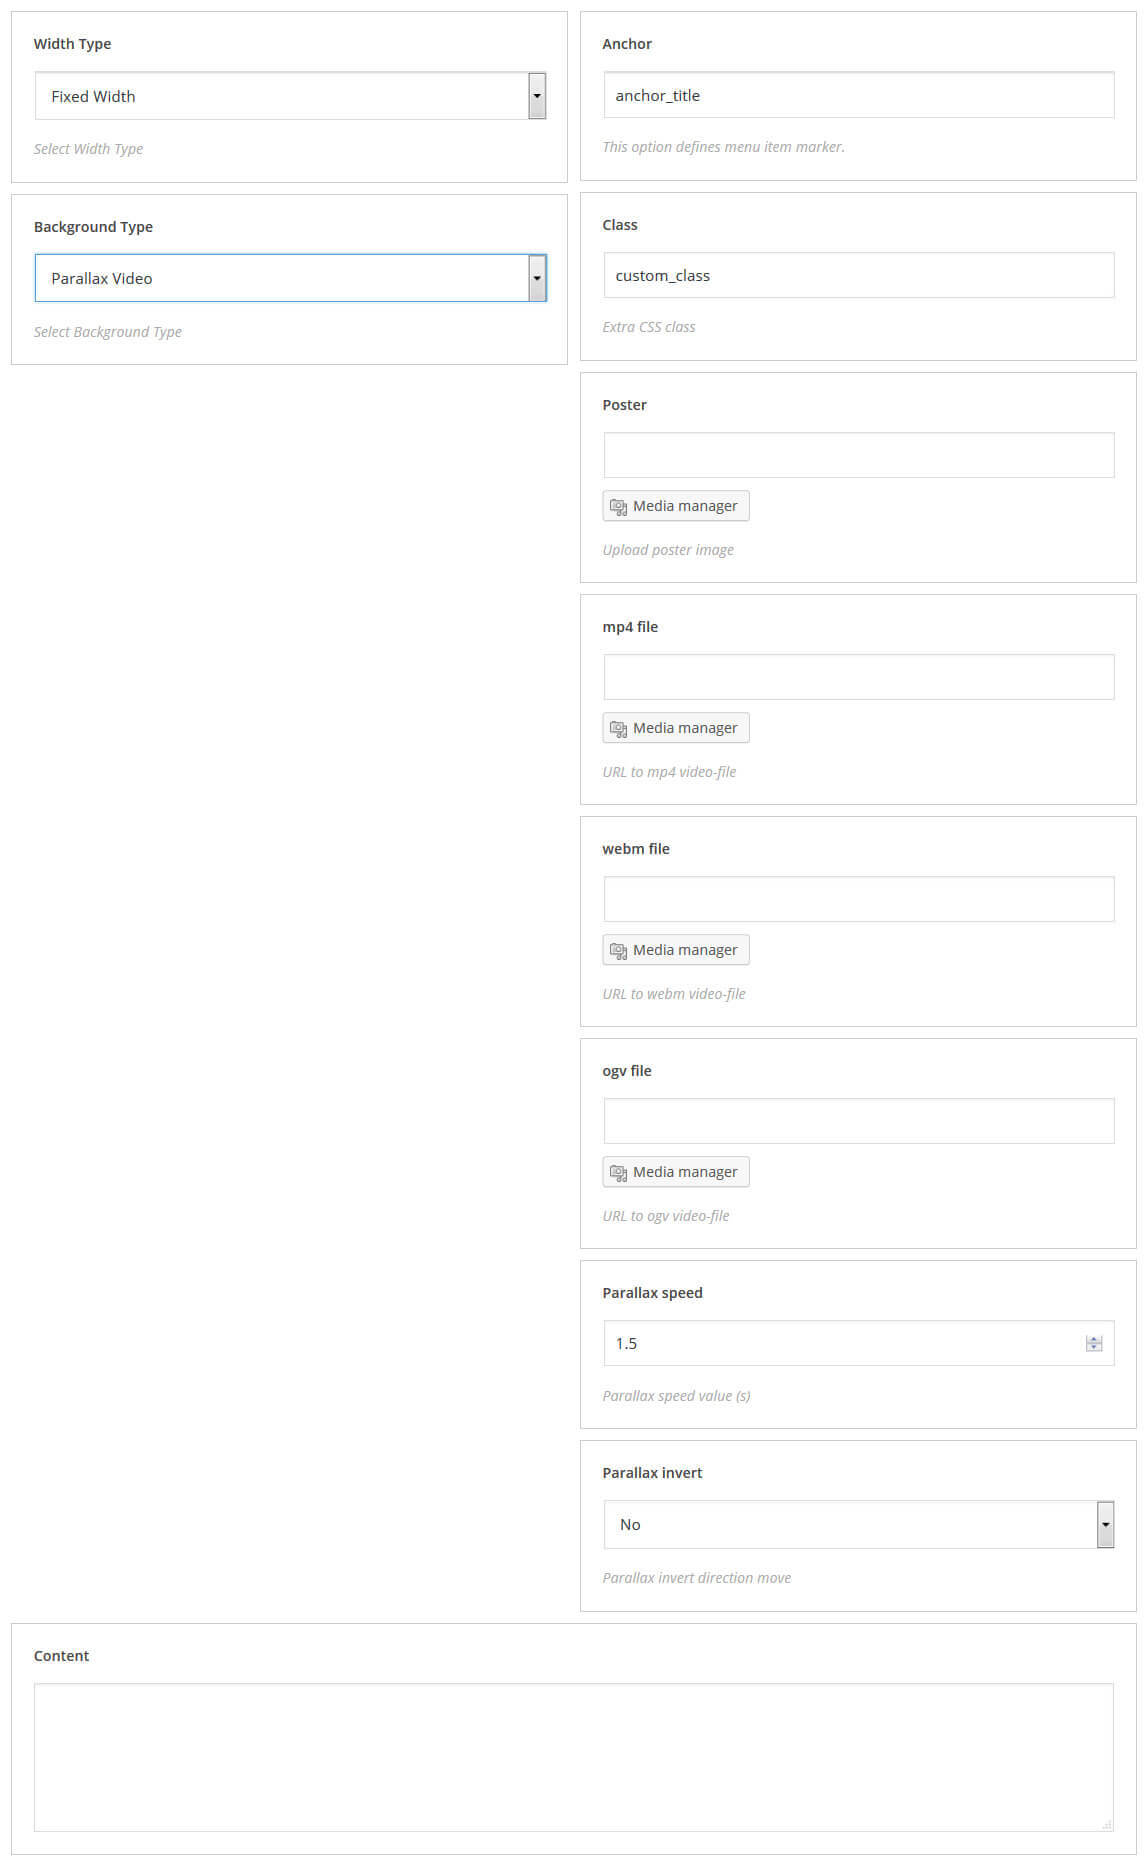 Width Type
Fixed Width
Select Width Type
Background Type
Parallax Video
Select Background Type
Anchor
anchor_title
This option defines menu item marker.
Class
custom_class
Extra CSS class
Poster
Media manager
Upload poster image
mp4 file
Media manager
URL to mp4 video-file
webm file
Media manager
URL to webm video-file
ogv file
Media manager
URL to ogv video-file
Parallax speed
1.5
Parallax speed value (s)
Parallax invert
No
Parallax invert direction move
Content